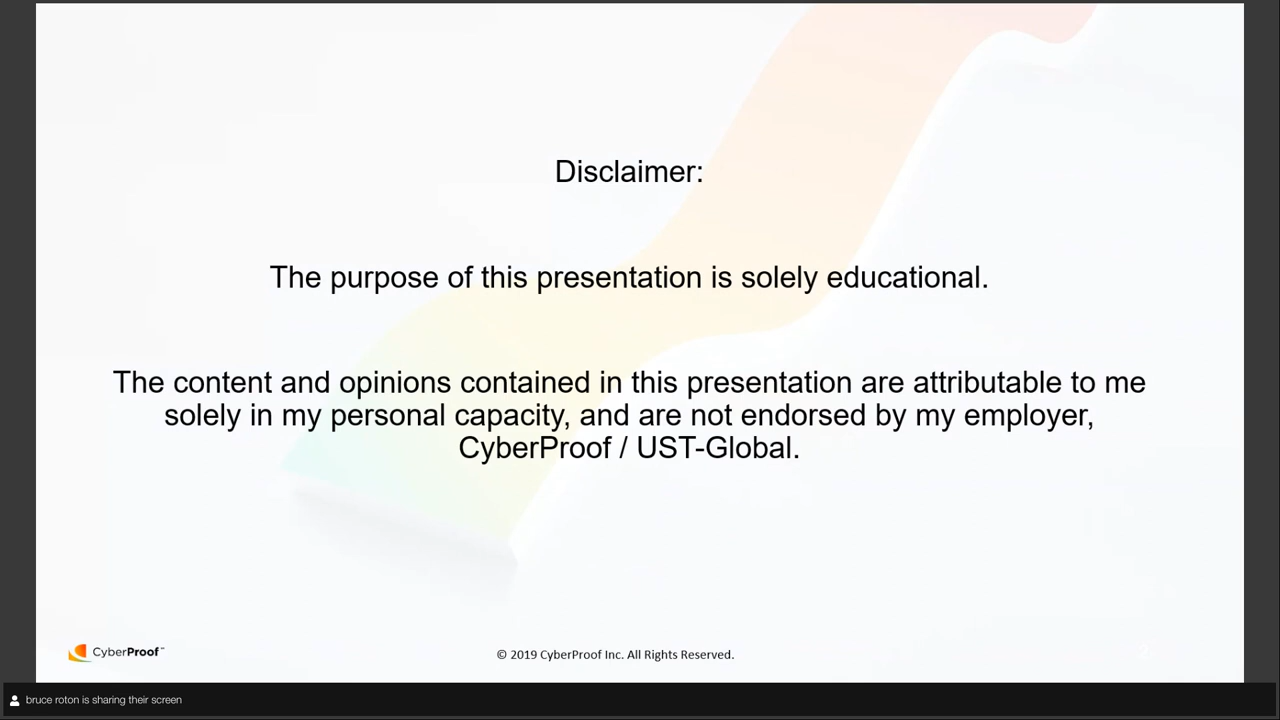 Disclaimer:
The purpose of this presentation is solely educational.
The content and opinions contained in this presentation are attributable to me
solely in my personal capacity, and are not endorsed by my employer,
CyberProof / UST-Global.
CyberProof™
© 2019 CyberProof Inc. All Rights Reserved.
2
bruce roton is sharing their screen